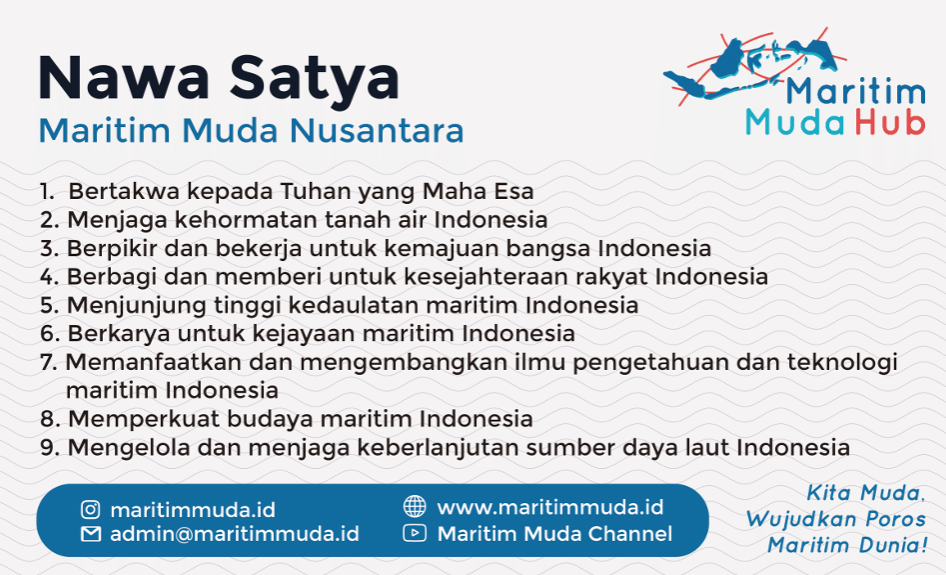 Nawa Satya
Maritim Muda Nusantara
Maritim
Muda Hub
1. Bertakwa kepada Tuhan yang Maha Esa
2. Menjaga kehormatan tanah air Indonesia
3. Berpikir dan bekerja untuk kemajuan bangsa Indonesia
4. Berbagi dan memberi untuk kesejahteraan rakyat Indonesia
5. Menjunjung tinggi kedaulatan maritim Indonesia
6. Berkarya untuk kejayaan maritim Indonesia
7. Memanfaatkan dan mengembangkan ilmu pengetahuan dan teknologi
maritim Indonesia
8. Memperkuat budaya maritim Indonesia
9. Mengelola dan menjaga keberlanjutan sumber daya laut Indonesia
maritimmuda.id
admin@maritimmuda.id
www.maritimmuda.id
Maritim Muda Channel
Kita Muda,
Wujudkan Poros
Maritim Dunia!